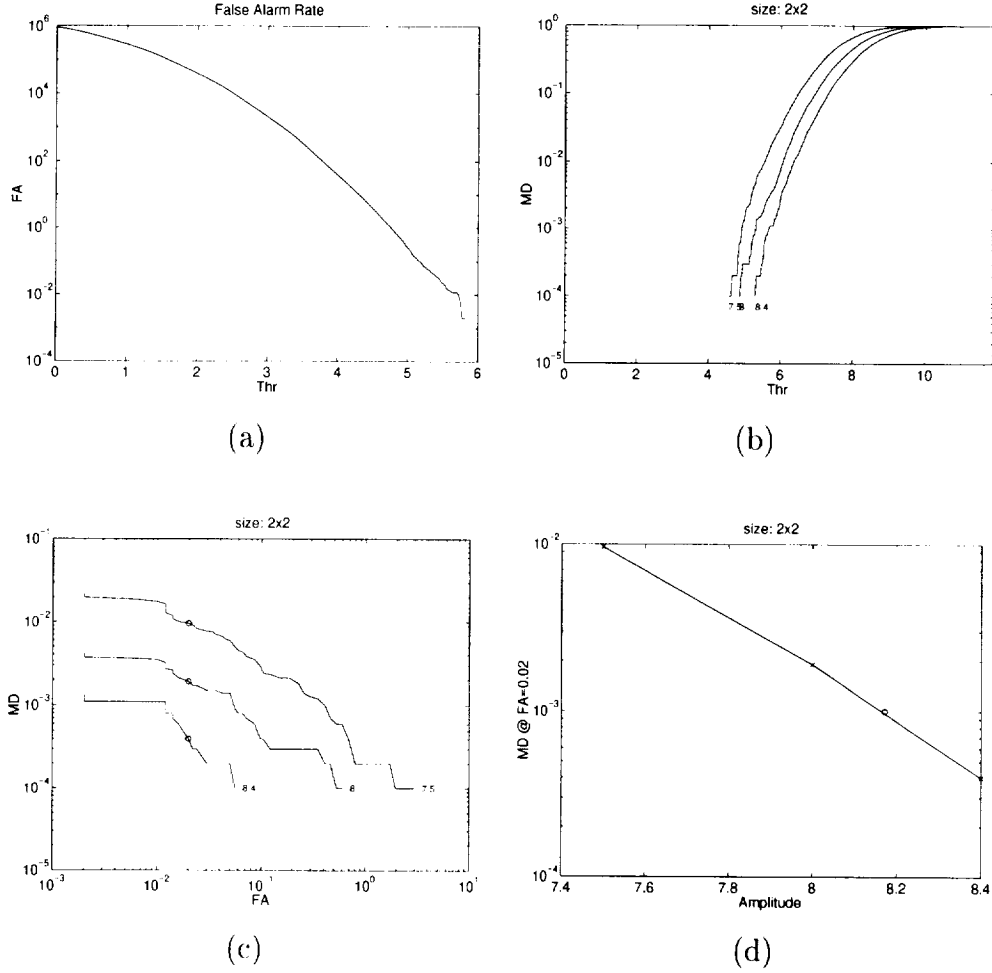 False Alarm Rate
10^6
10^4
10^2
10^0
10^-2
10^-4
FA
0 1 2 3 4 5 6
Thr
(a)
size: 2x2
10^0
10^-1
10^-2
10^-3
10^-4
10^-5
MD
7.5 8 8.4
0 2 4 6 8 10
Thr
(b)
size: 2x2
10^-1
10^-2
10^-3
10^-4
10^-5
MD
8.4 8 7.5
10^-3 10^-2 10^-1 10^0 10^1
FA
(c)
size: 2x2
10^-2
10^-3
10^-4
MD @ FA=0.02
7.4 7.6 7.8 8 8.2 8.4
Amplitude
(d)